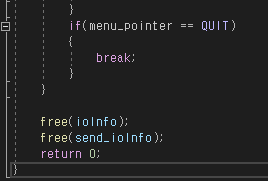 }
if(menu_pointer == QUIT)
{
break;
}
}
free(ioInfo);
free(send_ioInfo);
return 0;
}